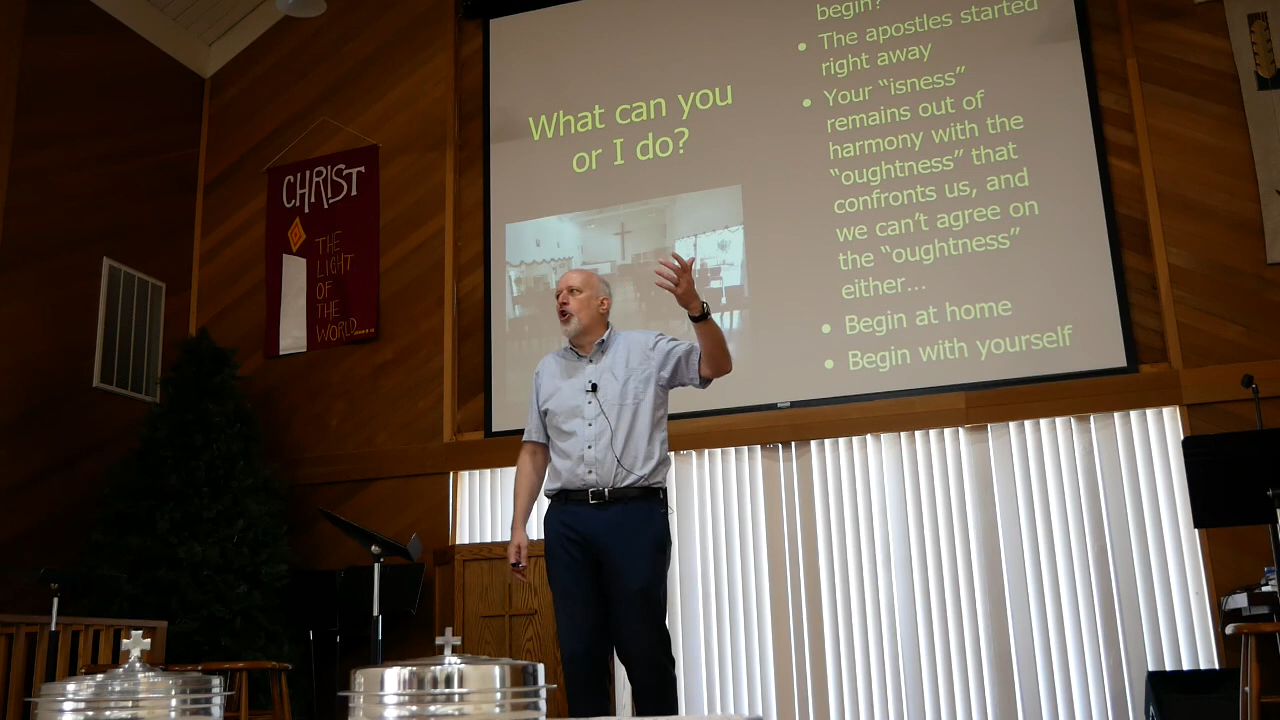 CHRIST
THE
LIGHT
OF
THE
WORLD
What can you
or I do?
begin?
• The apostles started
right away
• Your “isness”
remains out of
harmony with the
“oughtness” that
confronts us, and
we can’t agree on
the “oughtness”
either...
• Begin at home
• Begin with yourself